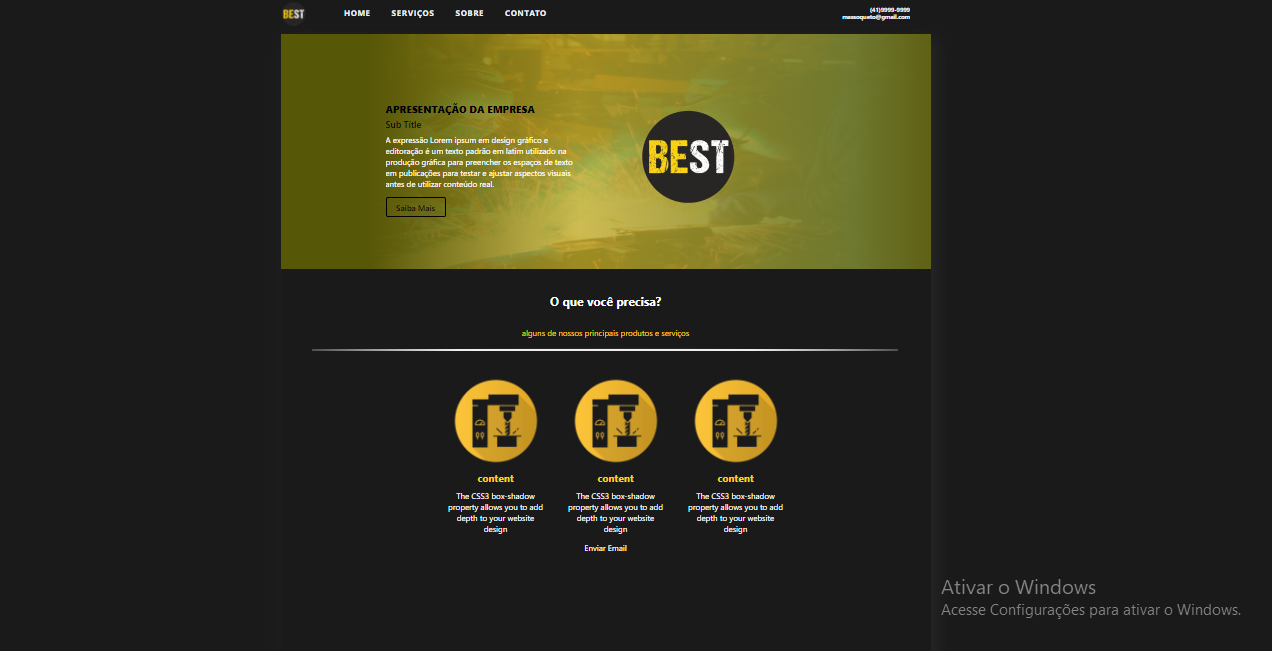 BEST
HOME SERVIÇOS SOBRE CONTATO
(41)9999-9999
massoqueto@gmail.com
APRESENTAÇÃO DA EMPRESA
Sub Title
A expressão Lorem ipsum em design gráfico e
editoração é um texto padrão em latim utilizado na
produção gráfica para preencher os espaços de texto
em publicações para testar e ajustar aspectos visuais
antes de utilizar conteúdo real.
Saiba Mais
BEST
O que você precisa?
alguns de nossos principais produtos e serviços
content
The CSS3 box-shadow
property allows you to add
depth to your website
design
content
The CSS3 box-shadow
property allows you to add
depth to your website
design
content
The CSS3 box-shadow
property allows you to add
depth to your website
design
Enviar Email
Ativar o Windows
Acesse Configurações para ativar o Windows.